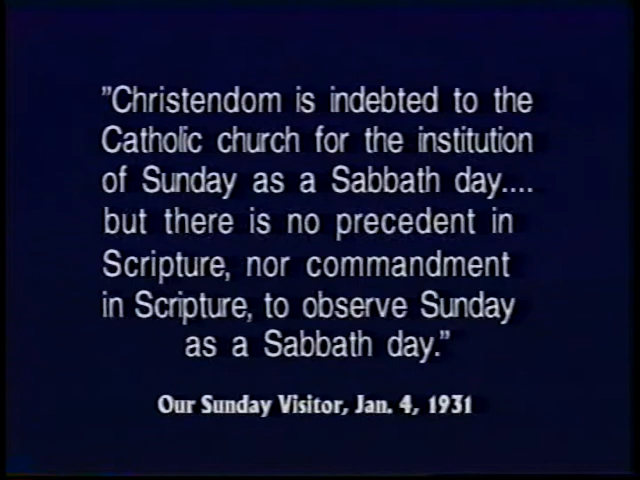 ”Christendom is indebted to the
Catholic church for the institution
of Sunday as a Sabbath day....
but there is no precedent in
Scripture, nor commandment
in Scripture, to observe Sunday
as a Sabbath day.”
Our Sunday Visitor, Jan. 4, 1931